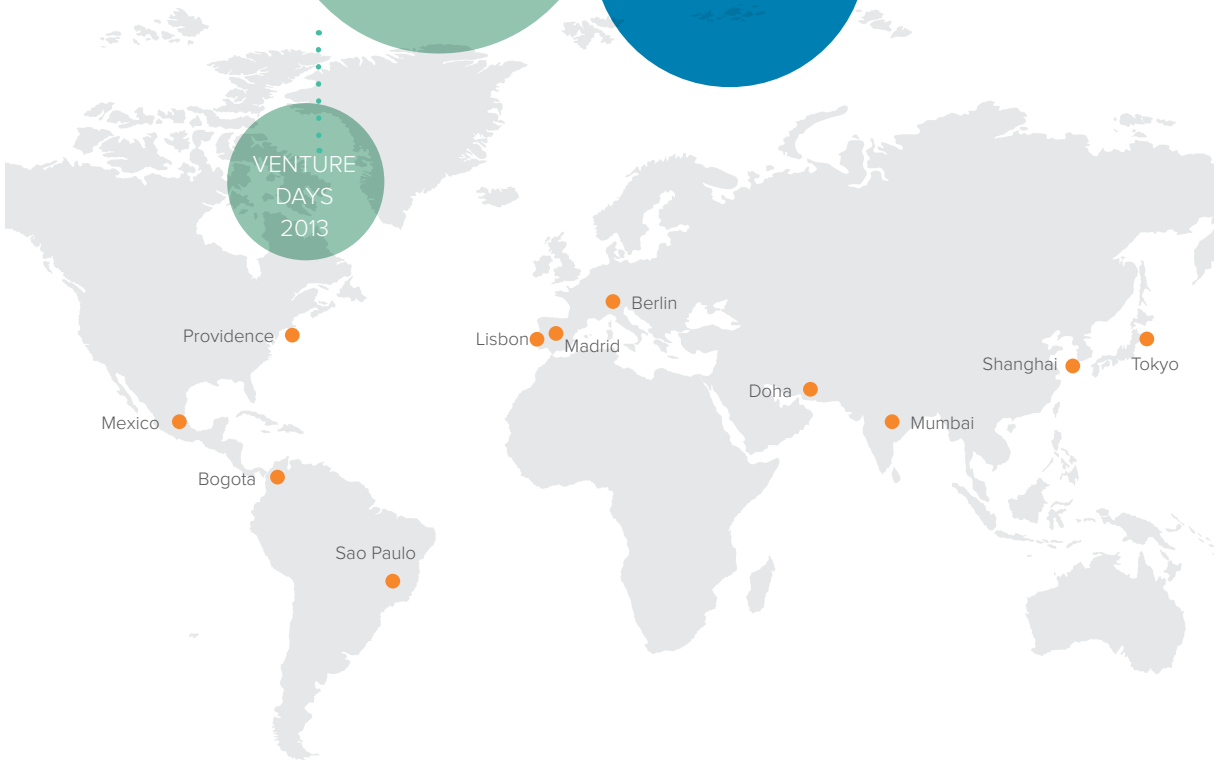 VENTURE
DAYS
2013
Berlin
Providence
Lisbon
Madrid
Shanghai
Tokyo
Doha
Mexico
Mumbai
Bogota
Sao Paulo